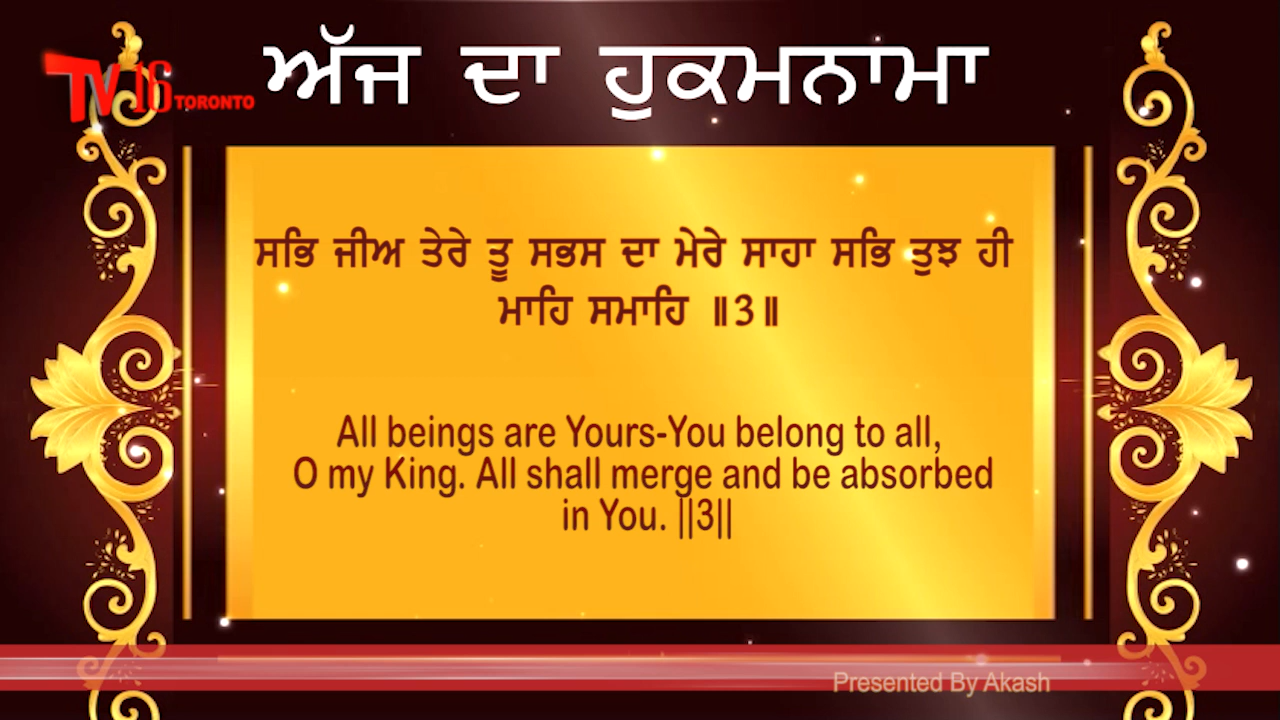 TV16 TORONTO
ਅੱਜ ਦਾ ਹੁਕਮਨਾਮਾ
ਸਭਿ ਜੀਅ ਤੇਰੇ ਤੂ ਸਭਸ ਦਾ ਮੇਰੇ ਸਾਹਾ ਸਭਿ ਤੁਝ ਹੀ
ਮਾਹਿ ਸਮਾਹਿ ॥3॥
All beings are Yours-You belong to all,
O my King. All shall merge and be absorbed
in You. ||3||
Presented By Akash